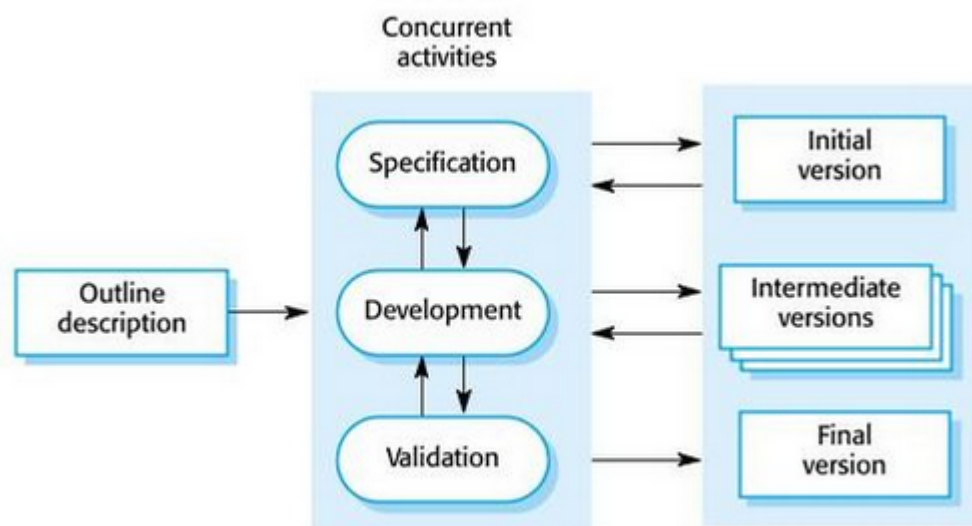 Concurrent
activities
Specification
Initial
version
Outline
description
Development
Intermediate
versions
Validation
Final
version